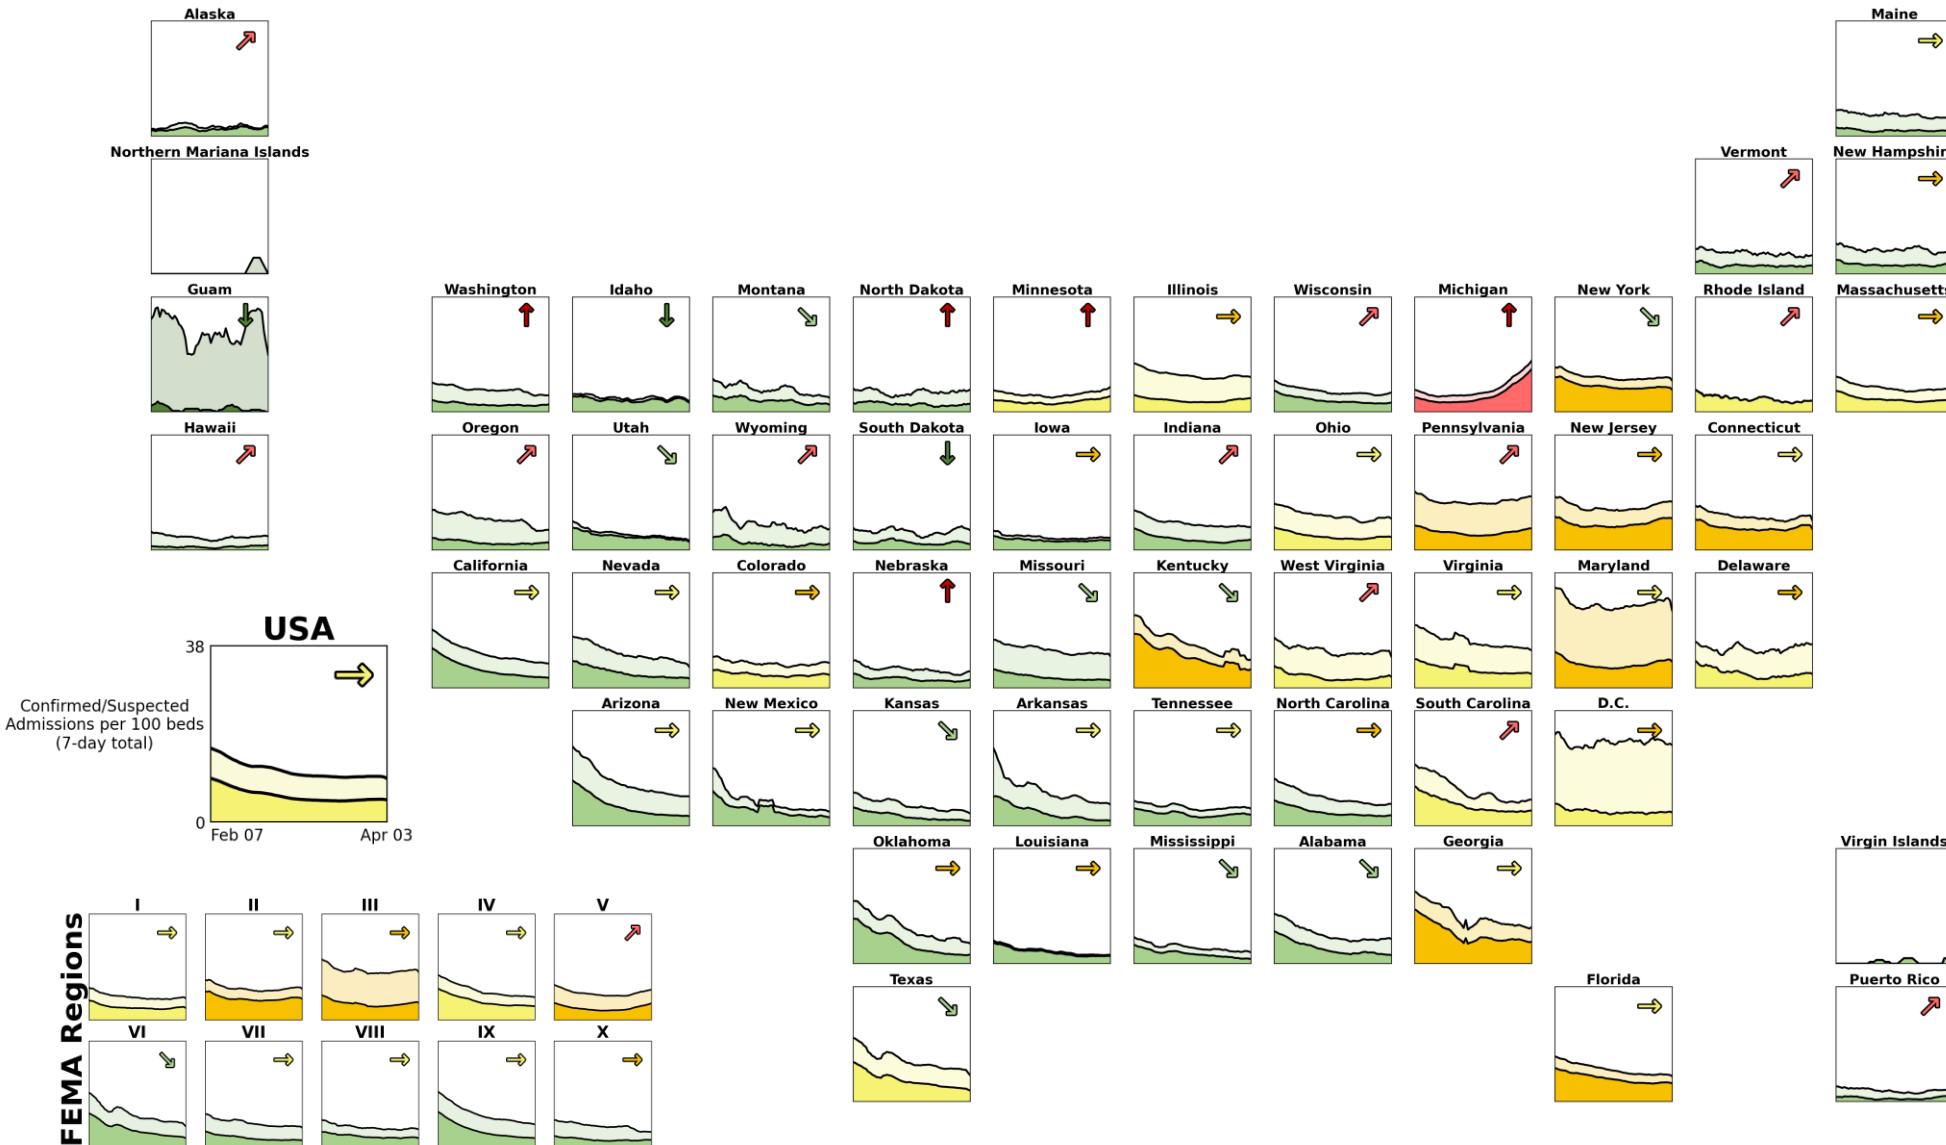 Alaska
Maine
Northern Mariana Islands
Vermont
New Hampshir
Guam
Washington
Idaho
Montana
North Dakota
Minnesota
Illinois
Wisconsin
Michigan
New York
Rhode Island
Massachusetts
Hawaii
Oregon
Utah
Wyoming
South Dakota
Iowa
Indiana
Ohio
Pennsylvania
New Jersey
Connecticut
California
Nevada
Colorado
Nebraska
Missouri
Kentucky
West Virginia
Virginia
Maryland
Delaware
USA
38
Confirmed/Suspected
Admissions per 100 beds
(7-day total)
0
Feb 07
Apr 03
Arizona
New Mexico
Kansas
Arkansas
Tennessee
North Carolina
South Carolina
D.C.
Oklahoma
Louisiana
Mississippi
Alabama
Georgia
Virgin Islands
Texas
Florida
Puerto Rico
FEMA Regions
I
II
III
IV
V
VI
VII
VIII
IX
X